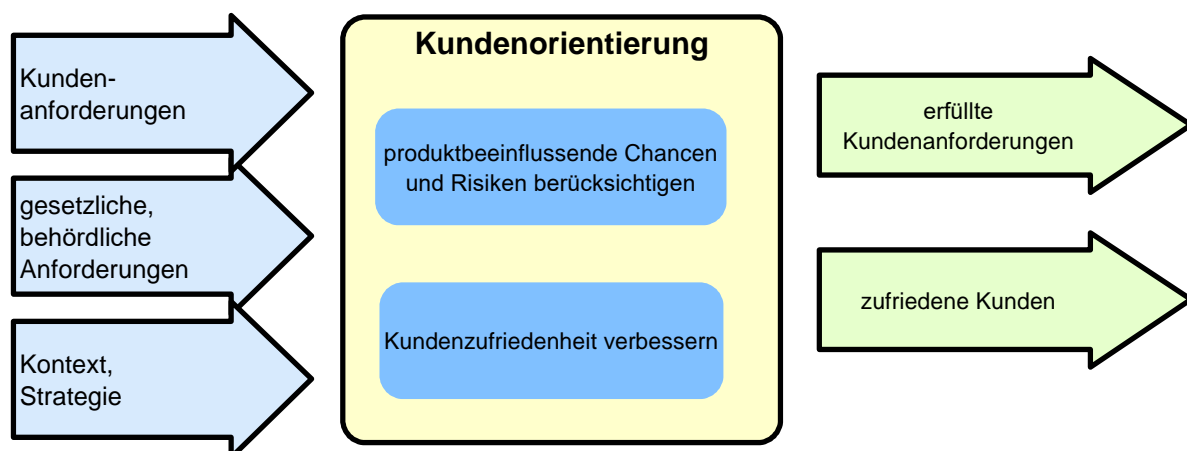 Kunden-
anforderungen
gesetzliche,
behördliche
Anforderungen
Kontext,
Strategie
Kundenorientierung
produktbeeinflussende Chancen
und Risiken berücksichtigen
Kundenzufriedenheit verbessern
erfüllte
Kundenanforderungen
zufriedene Kunden